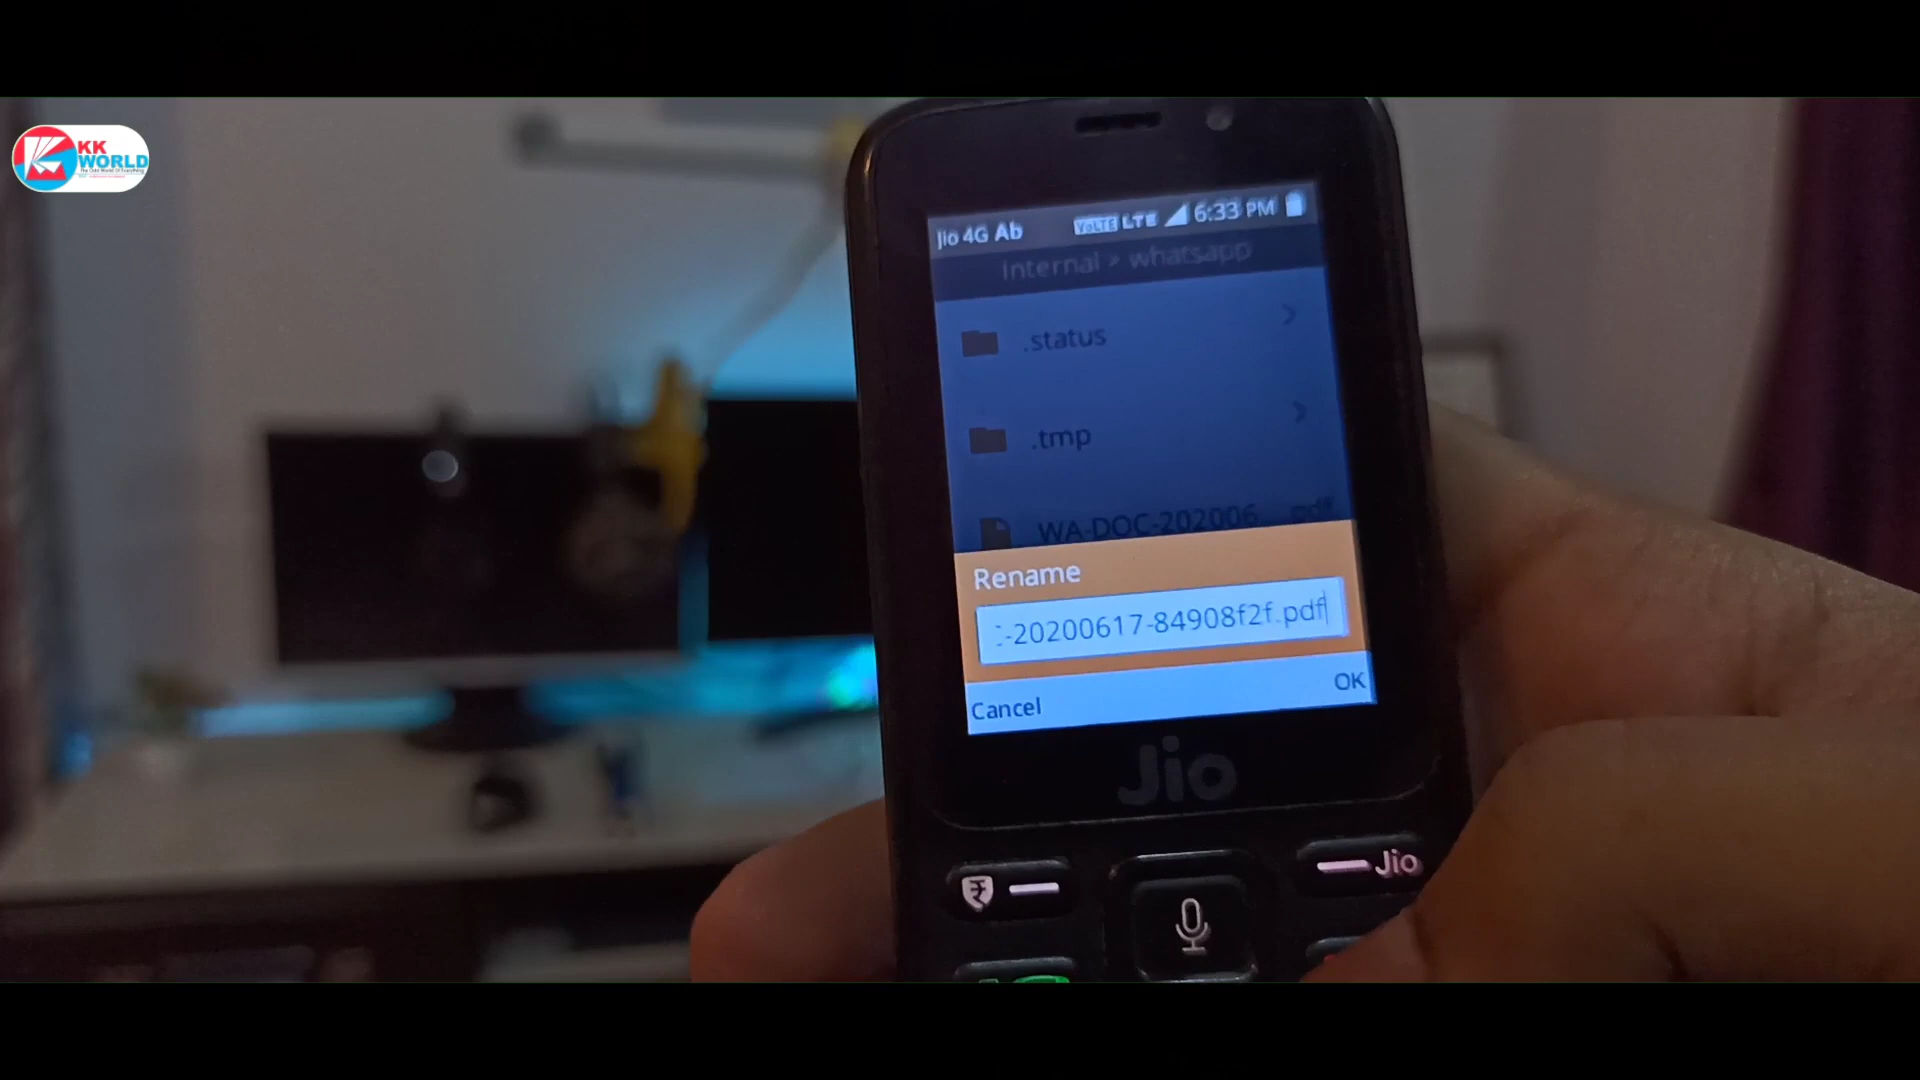 KK
WORLD
Jio 4G Ab VoLTE LTE 6:33 PM
Internal > whatsapp
.status
.tmp
WA-DOC-202006... .pdf
Rename
-20200617-84908f2f.pdf
Cancel OK
Jio
Jio